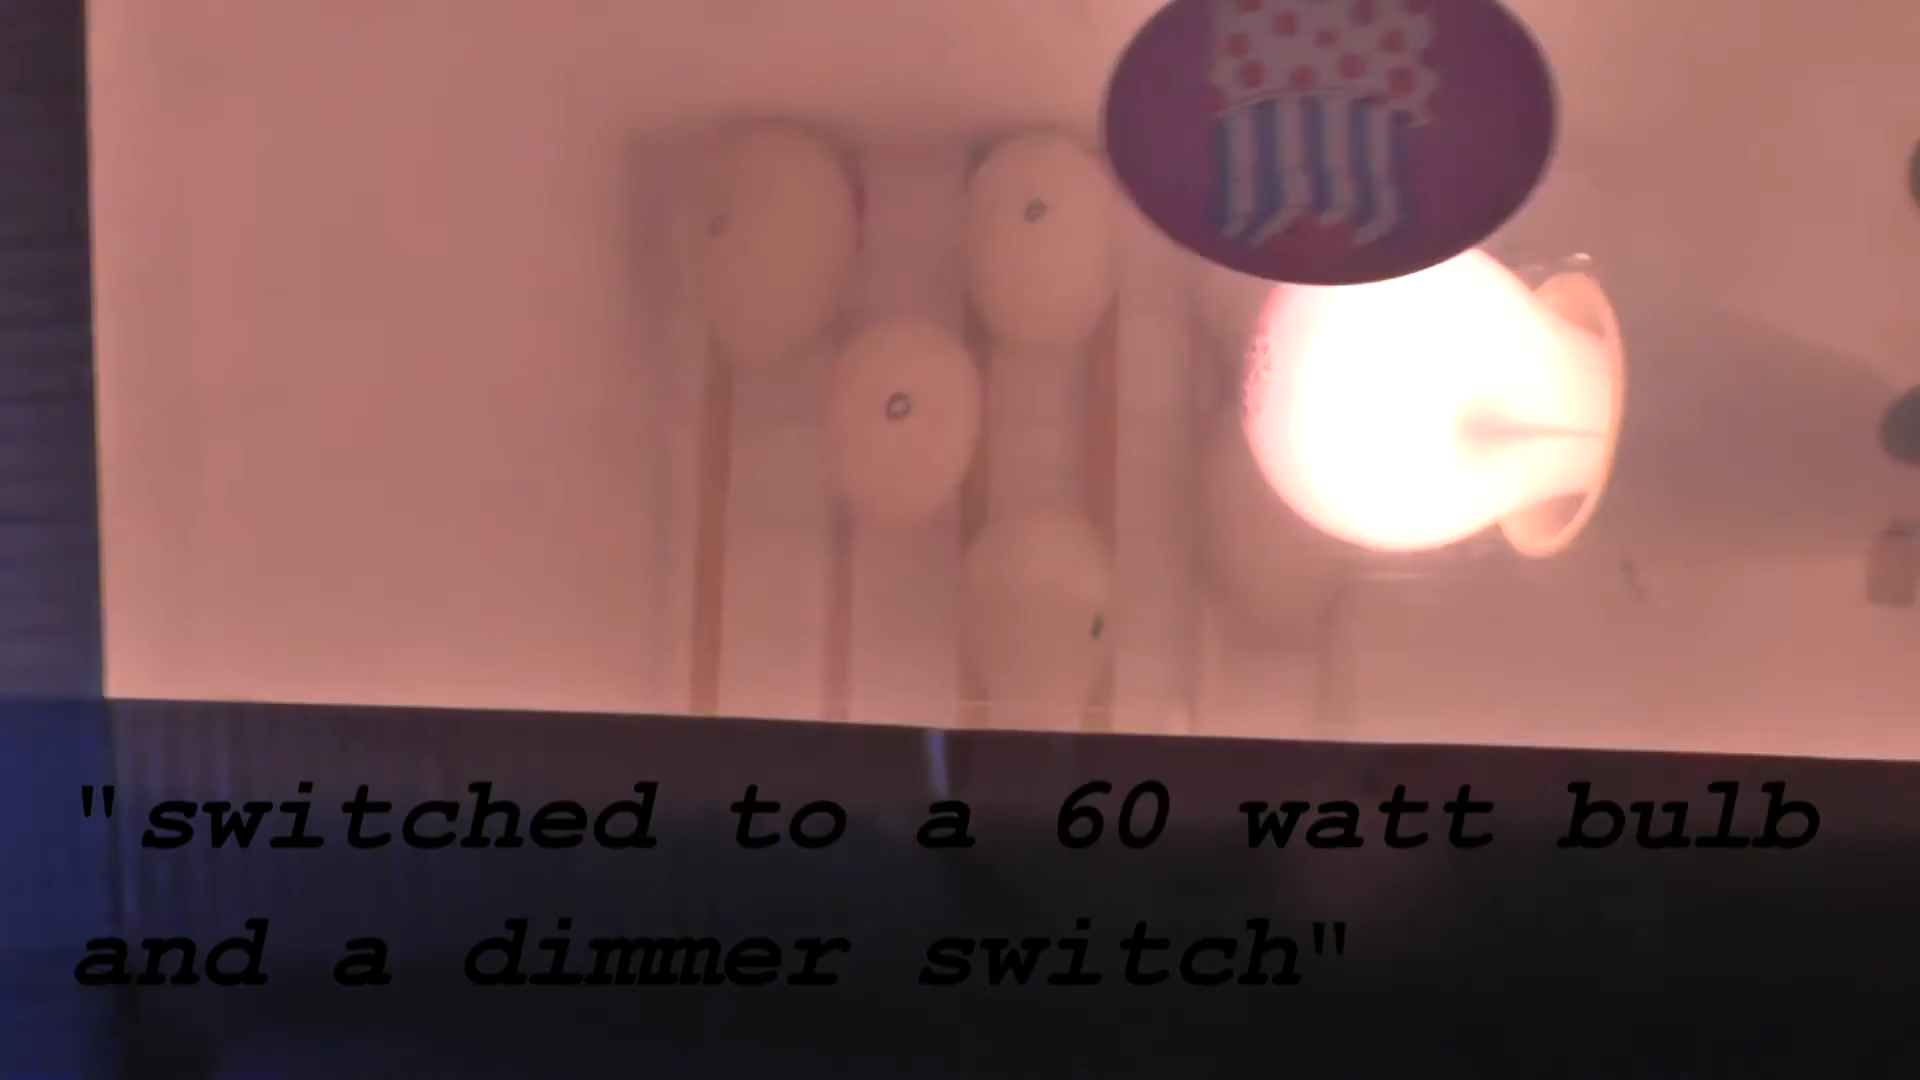 "switched to a 60 watt bulb
and a dimmer switch"